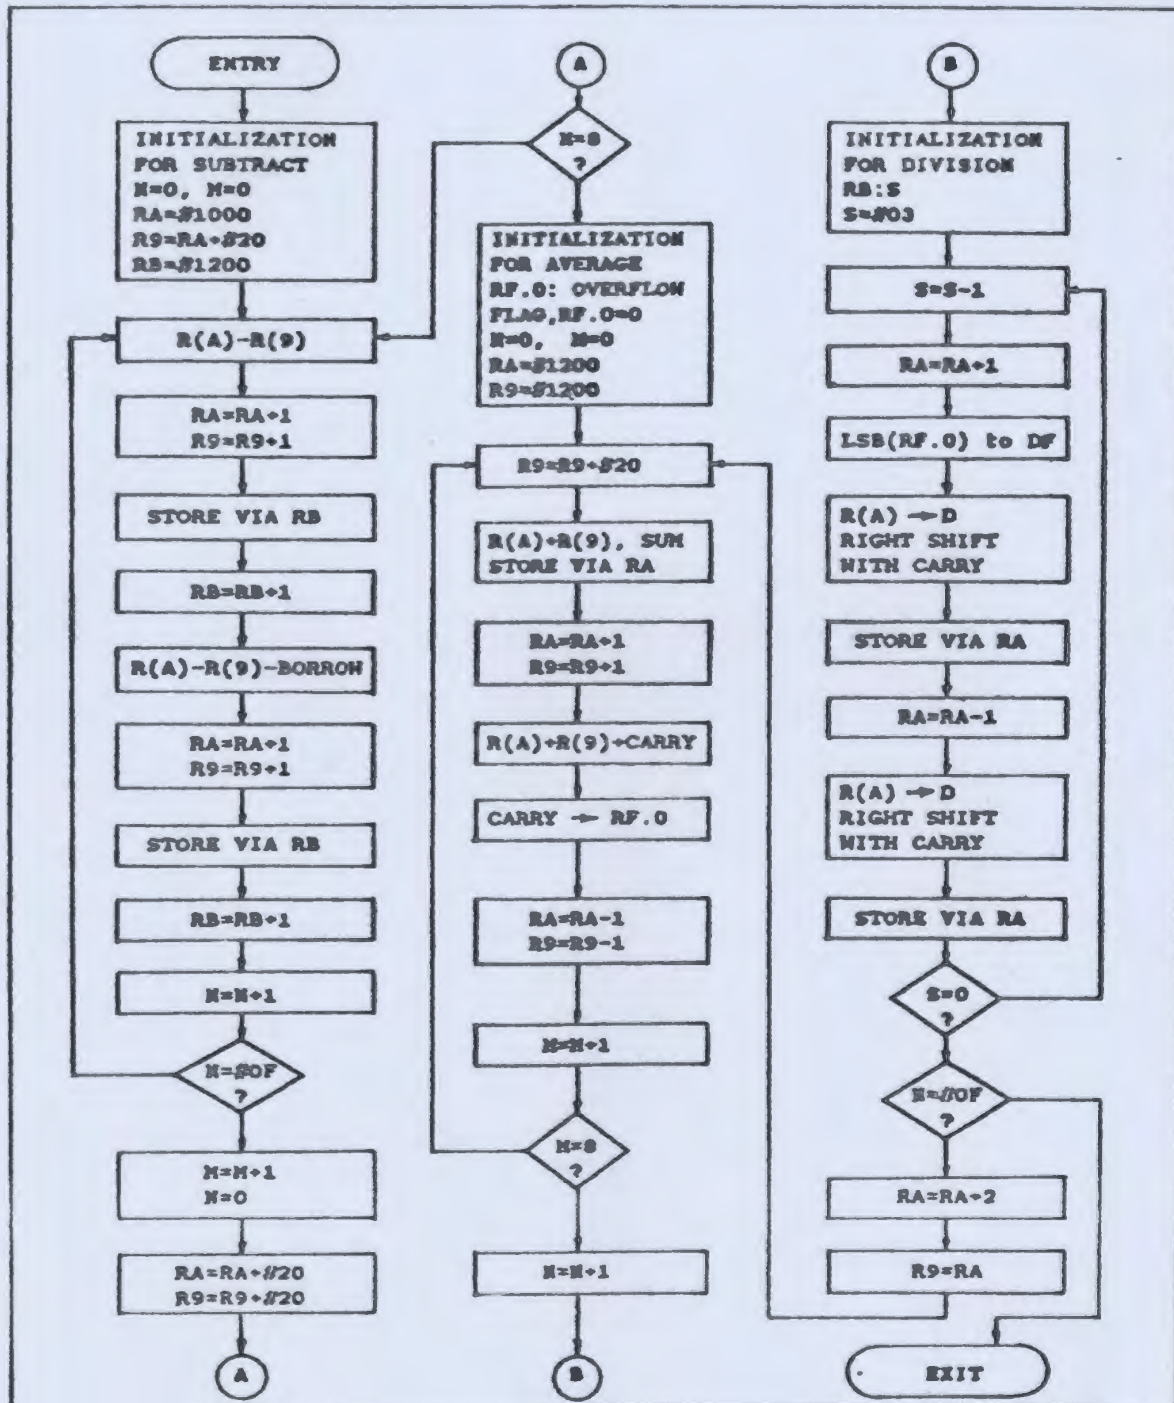 ENTRY
INITIALIZATION
FOR SUBTRACT
N=0, M=0
RA=#1000
R9=RA+#20
RB=#1200
R(A)-R(9)
RA=RA+1
R9=R9+1
STORE VIA RB
RB=RB+1
R(A)-R(9)-BORROW
RA=RA+1
R9=R9+1
STORE VIA RB
RB=RB+1
N=N+1
N=#0F
?
M=M+1
N=0
RA=RA+#20
R9=R9+#20
A
A
M=8
?
INITIALIZATION
FOR AVERAGE
RF.0: OVERFLOW
FLAG,RF.0=0
N=0, M=0
RA=#1200
R9=#1200
R9=R9+#20
R(A)+R(9), SUM
STORE VIA RA
RA=RA+1
R9=R9+1
R(A)+R(9)+CARRY
CARRY → RF.0
RA=RA-1
R9=R9-1
M=M+1
M=8
?
N=N+1
B
B
INITIALIZATION
FOR DIVISION
RB:S
S=#03
S=S-1
RA=RA+1
LSB(RF.0) to DF
R(A) → D
RIGHT SHIFT
WITH CARRY
STORE VIA RA
RA=RA-1
R(A) → D
RIGHT SHIFT
WITH CARRY
STORE VIA RA
S=0
?
N=#0F
?
RA=RA+2
R9=RA
EXIT